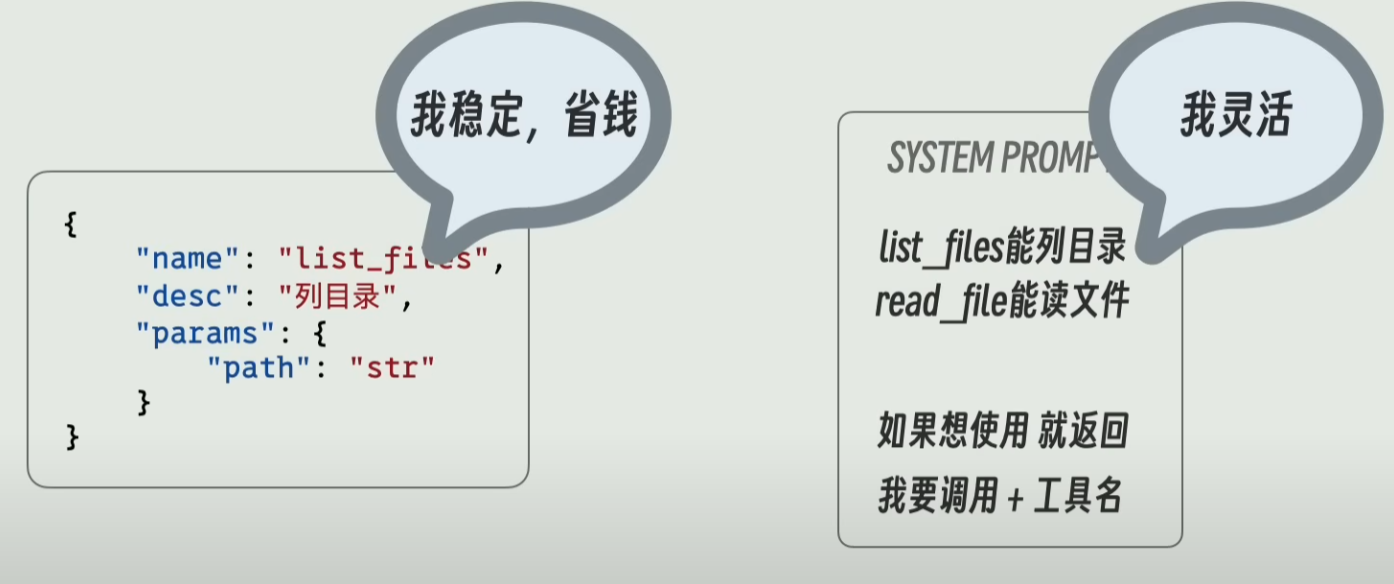 我稳定，省钱
{
"name": "list_files",
"desc": "列目录",
"params": {
"path": "str"
}
}
我灵活
SYSTEM PROMP
list_files能列目录
read_file能读文件
如果想使用 就返回
我要调用 + 工具名